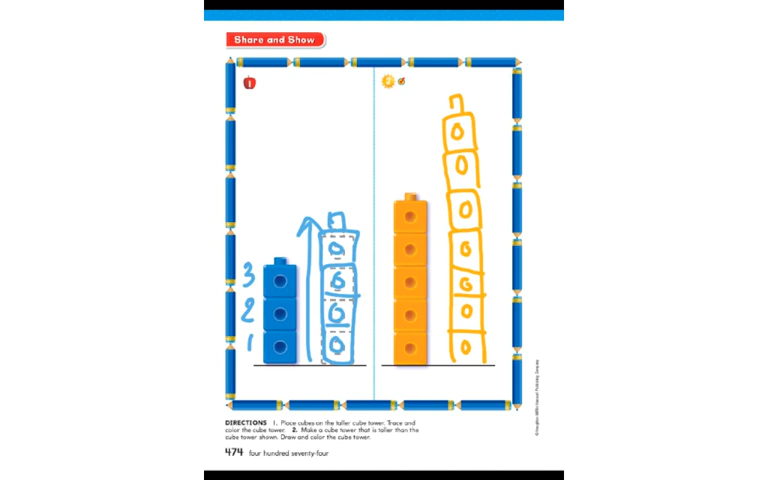 Share and Show
1
2
3
2
1
DIRECTIONS 1. Place cubes on the taller cube tower. Trace and
color the cube tower. 2. Make a cube tower that is taller than the
cube tower shown. Draw and color the cube tower.
474 four hundred seventy-four